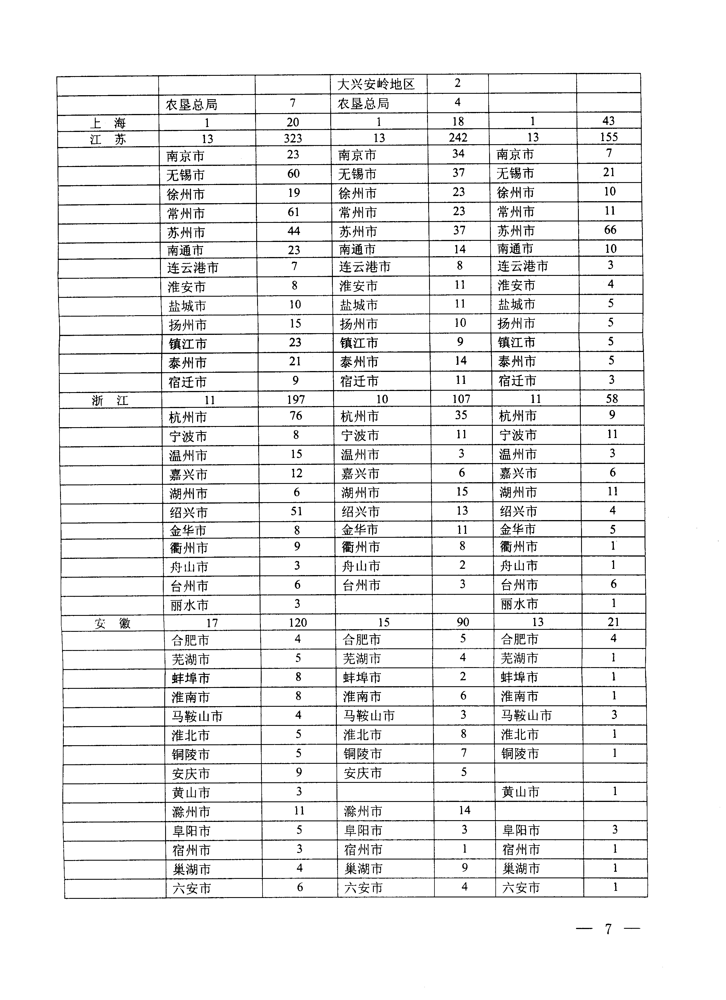 大兴安岭地区 2
农垦总局 7 农垦总局 4
上 海 1 20 1 18 1 43
江 苏 13 323 13 242 13 155
南京市 23 南京市 34 南京市 7
无锡市 60 无锡市 37 无锡市 21
徐州市 19 徐州市 23 徐州市 10
常州市 61 常州市 23 常州市 11
苏州市 44 苏州市 37 苏州市 66
南通市 23 南通市 14 南通市 10
连云港市 7 连云港市 8 连云港市 3
淮安市 8 淮安市 11 淮安市 4
盐城市 10 盐城市 11 盐城市 5
扬州市 15 扬州市 10 扬州市 5
镇江市 23 镇江市 9 镇江市 5
泰州市 21 泰州市 14 泰州市 5
宿迁市 9 宿迁市 11 宿迁市 3
浙 江 11 197 10 107 11 58
杭州市 76 杭州市 35 杭州市 9
宁波市 8 宁波市 11 宁波市 11
温州市 15 温州市 3 温州市 3
嘉兴市 12 嘉兴市 6 嘉兴市 6
湖州市 6 湖州市 15 湖州市 11
绍兴市 51 绍兴市 13 绍兴市 4
金华市 8 金华市 11 金华市 5
衢州市 9 衢州市 8 衢州市 1
舟山市 3 舟山市 2 舟山市 1
台州市 6 台州市 3 台州市 6
丽水市 3 丽水市 1
安 徽 17 120 15 90 13 21
合肥市 4 合肥市 5 合肥市 4
芜湖市 5 芜湖市 4 芜湖市 1
蚌埠市 8 蚌埠市 2 蚌埠市 1
淮南市 8 淮南市 6 淮南市 1
马鞍山市 4 马鞍山市 3 马鞍山市 3
淮北市 5 淮北市 8 淮北市 1
铜陵市 5 铜陵市 7 铜陵市 1
安庆市 9 安庆市 5
黄山市 3 黄山市 1
滁州市 11 滁州市 14
阜阳市 5 阜阳市 3 阜阳市 3
宿州市 3 宿州市 1 宿州市 1
巢湖市 4 巢湖市 9 巢湖市 1
六安市 6 六安市 4 六安市 1
— 7 —